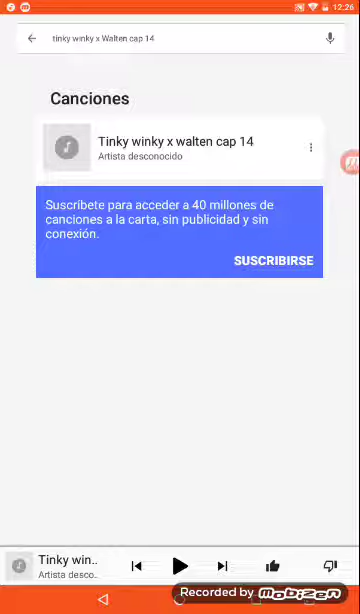 12:26
tinky winky x Walten cap 14
Canciones
Tinky winky x walten cap 14
Artista desconocido
Suscríbete para acceder a 40 millones de
canciones a la carta, sin publicidad y sin
conexión.
SUSCRIBIRSE
Tinky win..
Artista desco..
Recorded by mobizen